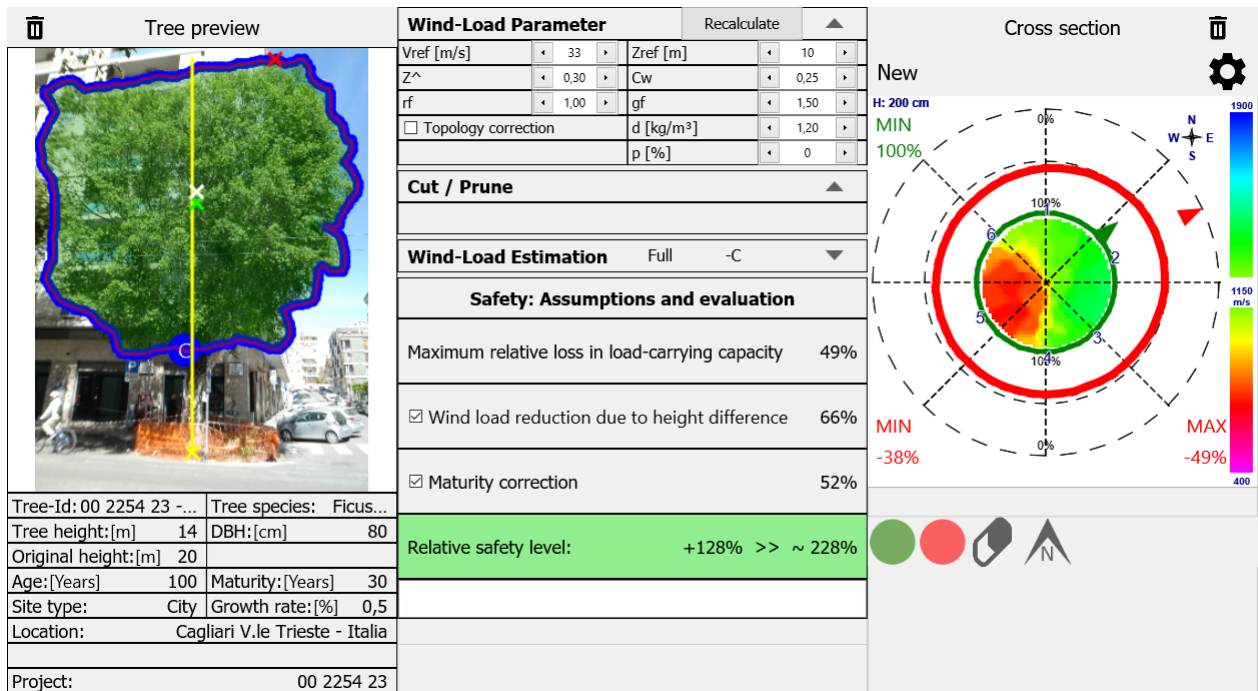 Tree preview
C
P
Tree-Id: 00 2254 23 -... Tree species: Ficus...
Tree height:[m] 14 DBH:[cm] 80
Original height:[m] 20
Age:[Years] 100 Maturity:[Years] 30
Site type: City Growth rate:[%] 0,5
Location: Cagliari V.le Trieste - Italia
Project: 00 2254 23
Wind-Load Parameter Recalculate
Vref [m/s] 33 Zref [m] 10
Z^ 0,30 Cw 0,25
rf 1,00 gf 1,50
Topology correction d [kg/m³] 1,20
p [%] 0
Cut / Prune
Wind-Load Estimation Full -C
Safety: Assumptions and evaluation
Maximum relative loss in load-carrying capacity 49%
Wind load reduction due to height difference 66%
Maturity correction 52%
Relative safety level: +128% >> ~ 228%
Cross section
New
H: 200 cm
MIN
100%
0%
N
W E
S
1900
100%
1
6
2
1150
m/s
5
3
4
100%
MIN
-38%
0%
MAX
-49%
400
N